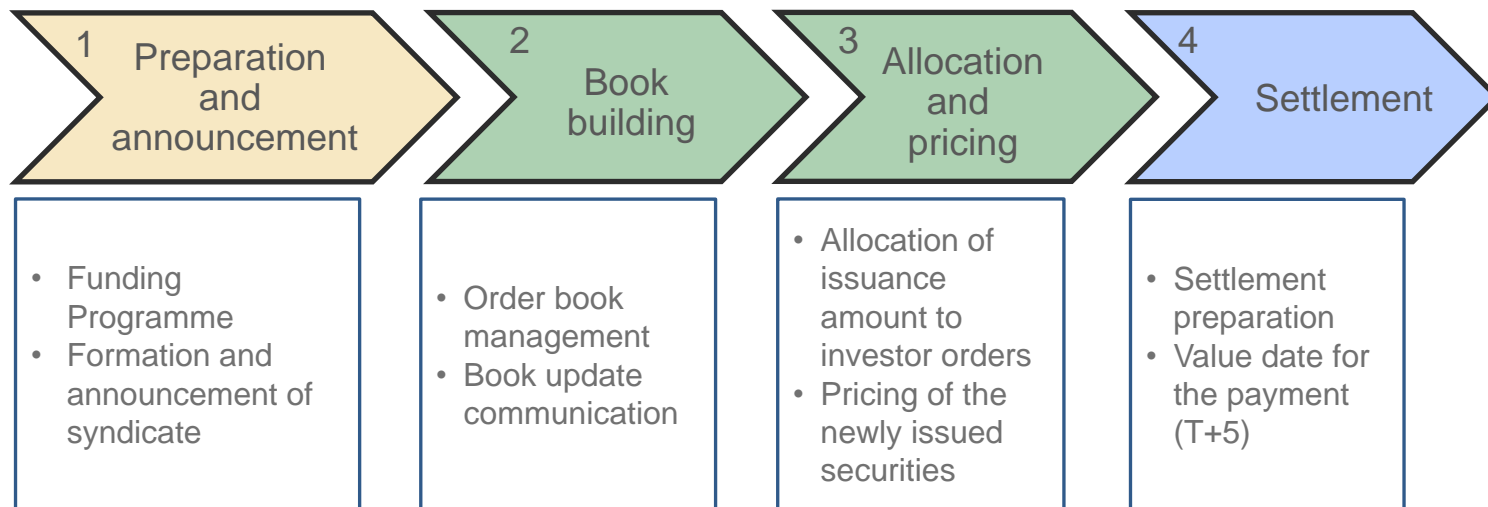 1
Preparation
and
announcement
2
Book
building
3
Allocation
and
pricing
4
Settlement
• Funding
Programme
• Formation and
announcement of
syndicate
• Order book
management
• Book update
communication
• Allocation of
issuance
amount to
investor orders
• Pricing of the
newly issued
securities
• Settlement
preparation
• Value date for
the payment
(T+5)